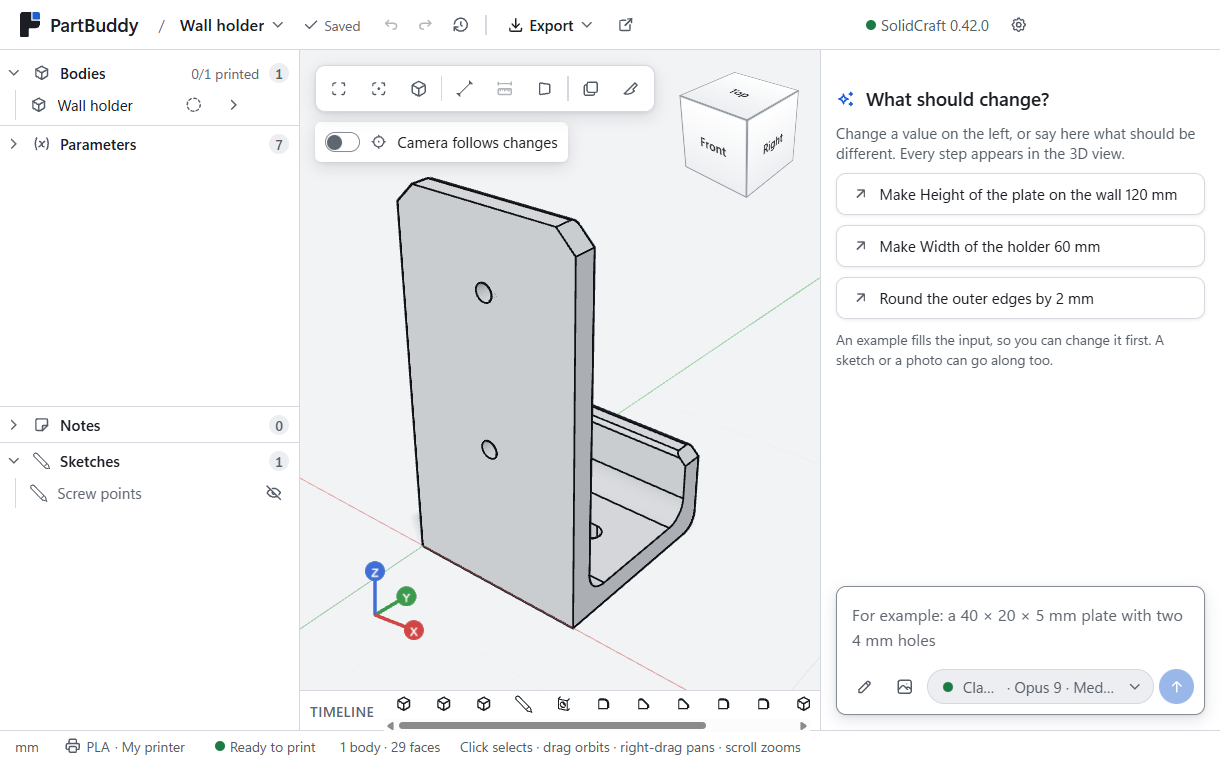 PartBuddy / Wall holder Saved Export SolidCraft 0.42.0
Bodies 0/1 printed 1
Wall holder
Parameters 7
Notes 0
Sketches 1
Screw points
Camera follows changes
Top
Front
Right
Z
Y
X
What should change?
Change a value on the left, or say here what should be
different. Every step appears in the 3D view.
Make Height of the plate on the wall 120 mm
Make Width of the holder 60 mm
Round the outer edges by 2 mm
An example fills the input, so you can change it first. A
sketch or a photo can go along too.
For example: a 40 × 20 × 5 mm plate with two
4 mm holes
Cla... · Opus 9 · Med...
TIMELINE
mm PLA · My printer Ready to print 1 body · 29 faces Click selects · drag orbits · right-drag pans · scroll zooms